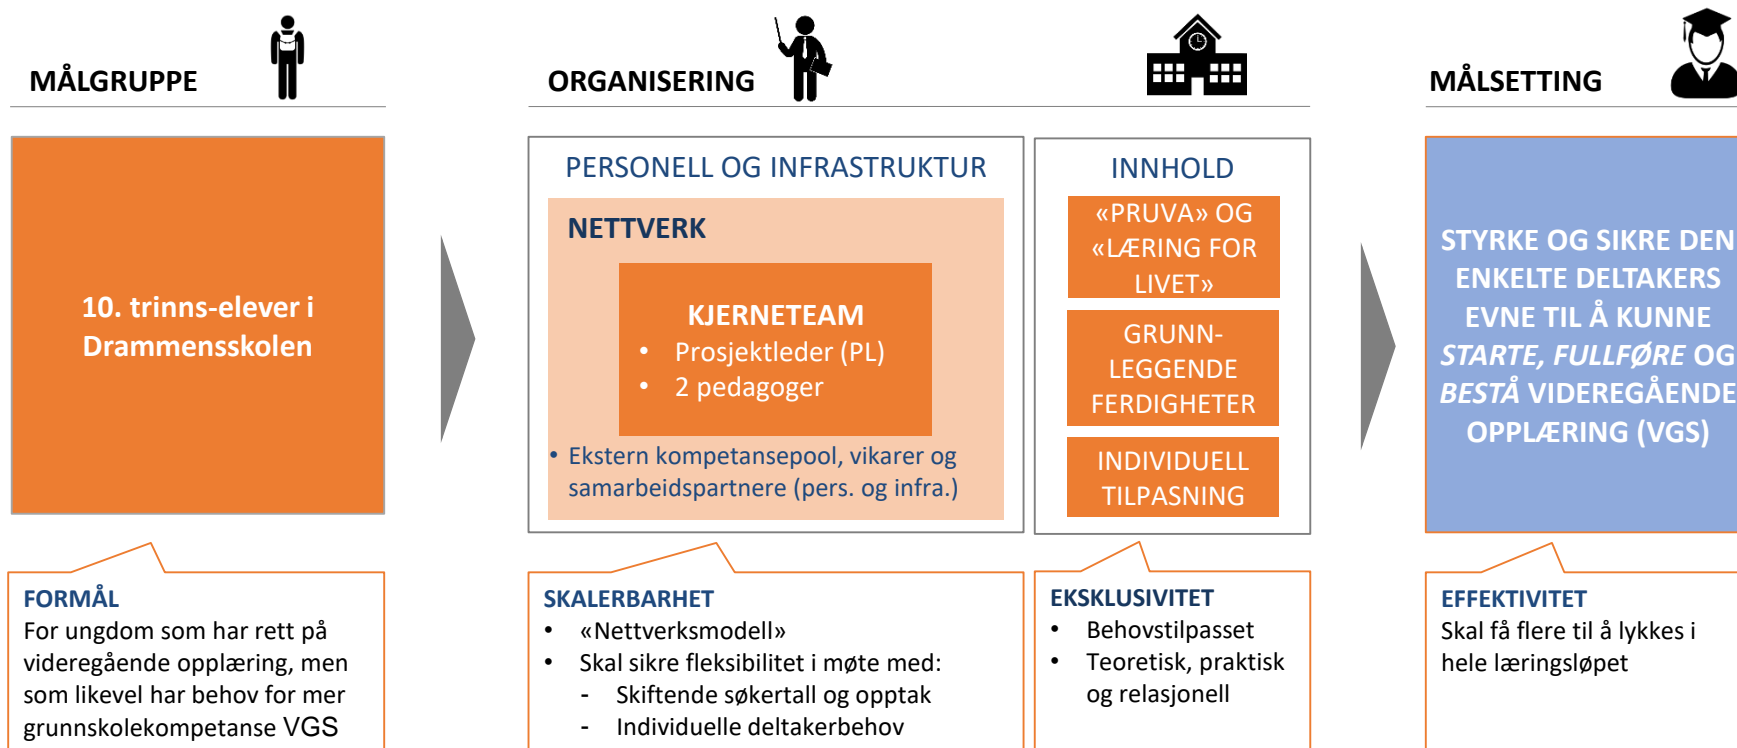 MÅLGRUPPE
ORGANISERING
MÅLSETTING
10. trinns-elever i
Drammensskolen
PERSONELL OG INFRASTRUKTUR
NETTVERK
KJERNETEAM
• Prosjektleder (PL)
• 2 pedagoger
• Ekstern kompetansepool, vikarer og
samarbeidspartnere (pers. og infra.)
INNHOLD
«PRUVA» OG
«LÆRING FOR
LIVET»
GRUNN-
LEGGENDE
FERDIGHETER
INDIVIDUELL
TILPASNING
STYRKE OG SIKRE DEN
ENKELTE DELTAKERS
EVNE TIL Å KUNNE
STARTE, FULLFØRE OG
BESTÅ VIDEREGÅENDE
OPPLÆRING (VGS)
FORMÅL
For ungdom som har rett på
videregående opplæring, men
som likevel har behov for mer
grunnskolekompetanse VGS
SKALERBARHET
• «Nettverksmodell»
• Skal sikre fleksibilitet i møte med:
- Skiftende søkertall og opptak
- Individuelle deltakerbehov
EKSKLUSIVITET
• Behovstilpasset
• Teoretisk, praktisk
og relasjonell
EFFEKTIVITET
Skal få flere til å lykkes i
hele læringsløpet